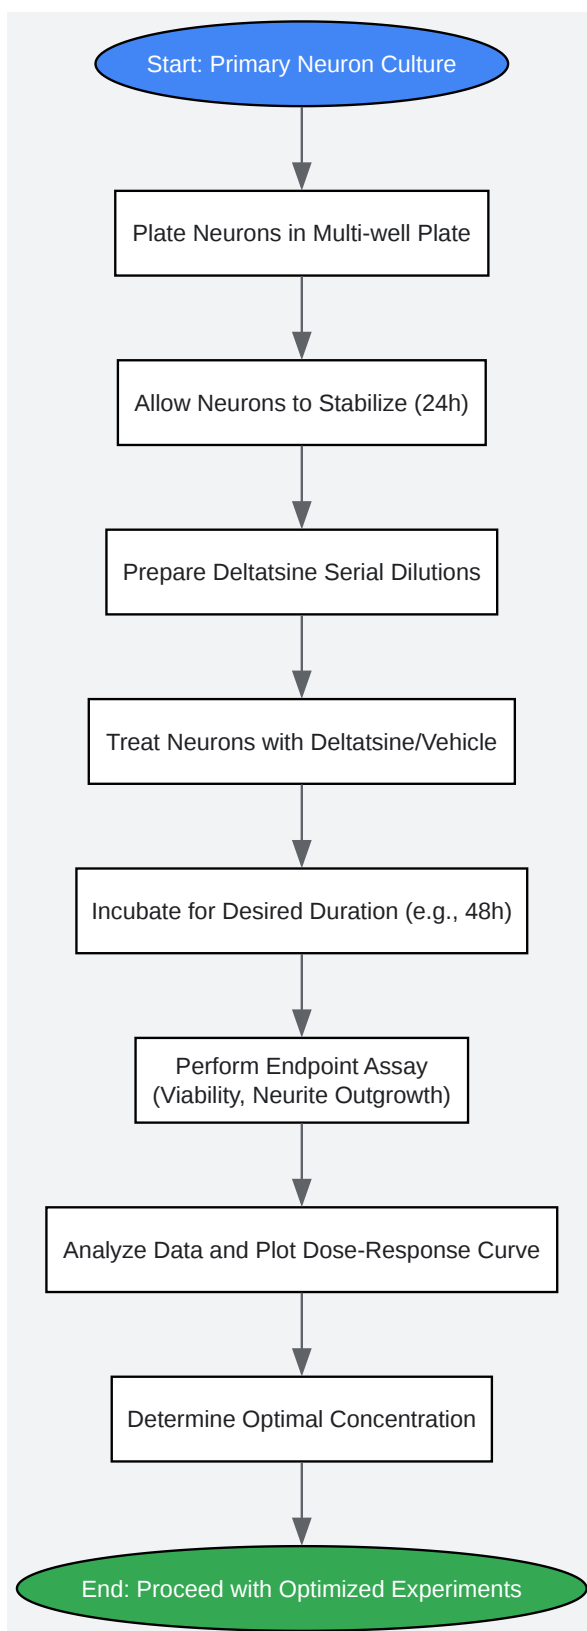 Start: Primary Neuron Culture
Plate Neurons in Multi-well Plate
Allow Neurons to Stabilize (24h)
Prepare Deltatsine Serial Dilutions
Treat Neurons with Deltatsine/Vehicle
Incubate for Desired Duration (e.g., 48h)
Perform Endpoint Assay
(Viability, Neurite Outgrowth)
Analyze Data and Plot Dose-Response Curve
Determine Optimal Concentration
End: Proceed with Optimized Experiments